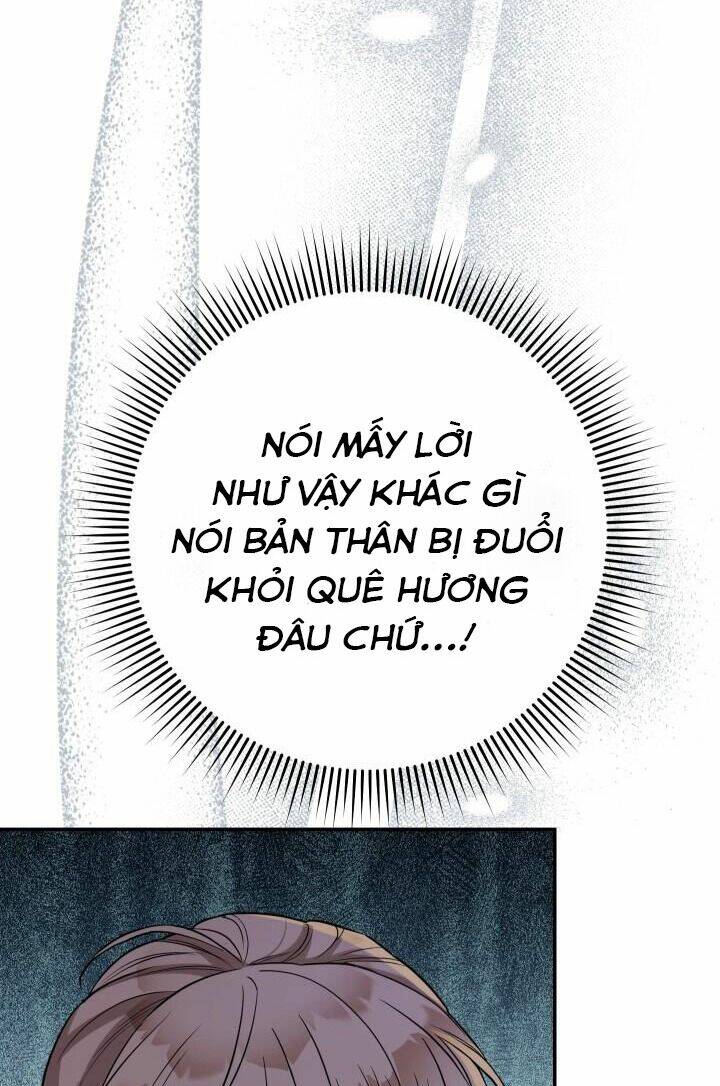 NÓI MẤY LỜI
NHƯ VẬY KHÁC GÌ
NÓI BẢN THÂN BỊ ĐUỔI
KHỎI QUÊ HƯƠNG
ĐÂU CHỨ...!